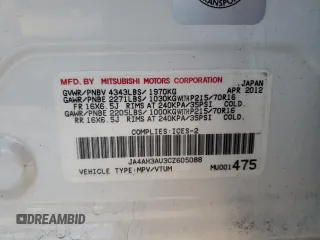 MFD. BY MITSUBISHI MOTORS CORPORATION JAPAN
GVWR/PNBV 4343LBS/1970KG APR 2012
GAWR/PNBE 2271LBS/1030KG WITH P215/70R16
FR 16X6.5J RIMS AT 240KPA/35PSI COLD.
GAWR/PNBE 2205LBS/1000KG WITH P215/70R16
RR 16X6.5J RIMS AT 240KPA/35PSI COLD.
COMPLIES:ICES-2
JA4AH3AU3CZ605088
VEHICLE TYPE:MPV/VTUM MU001475
AUTOHELPERBOT.COM